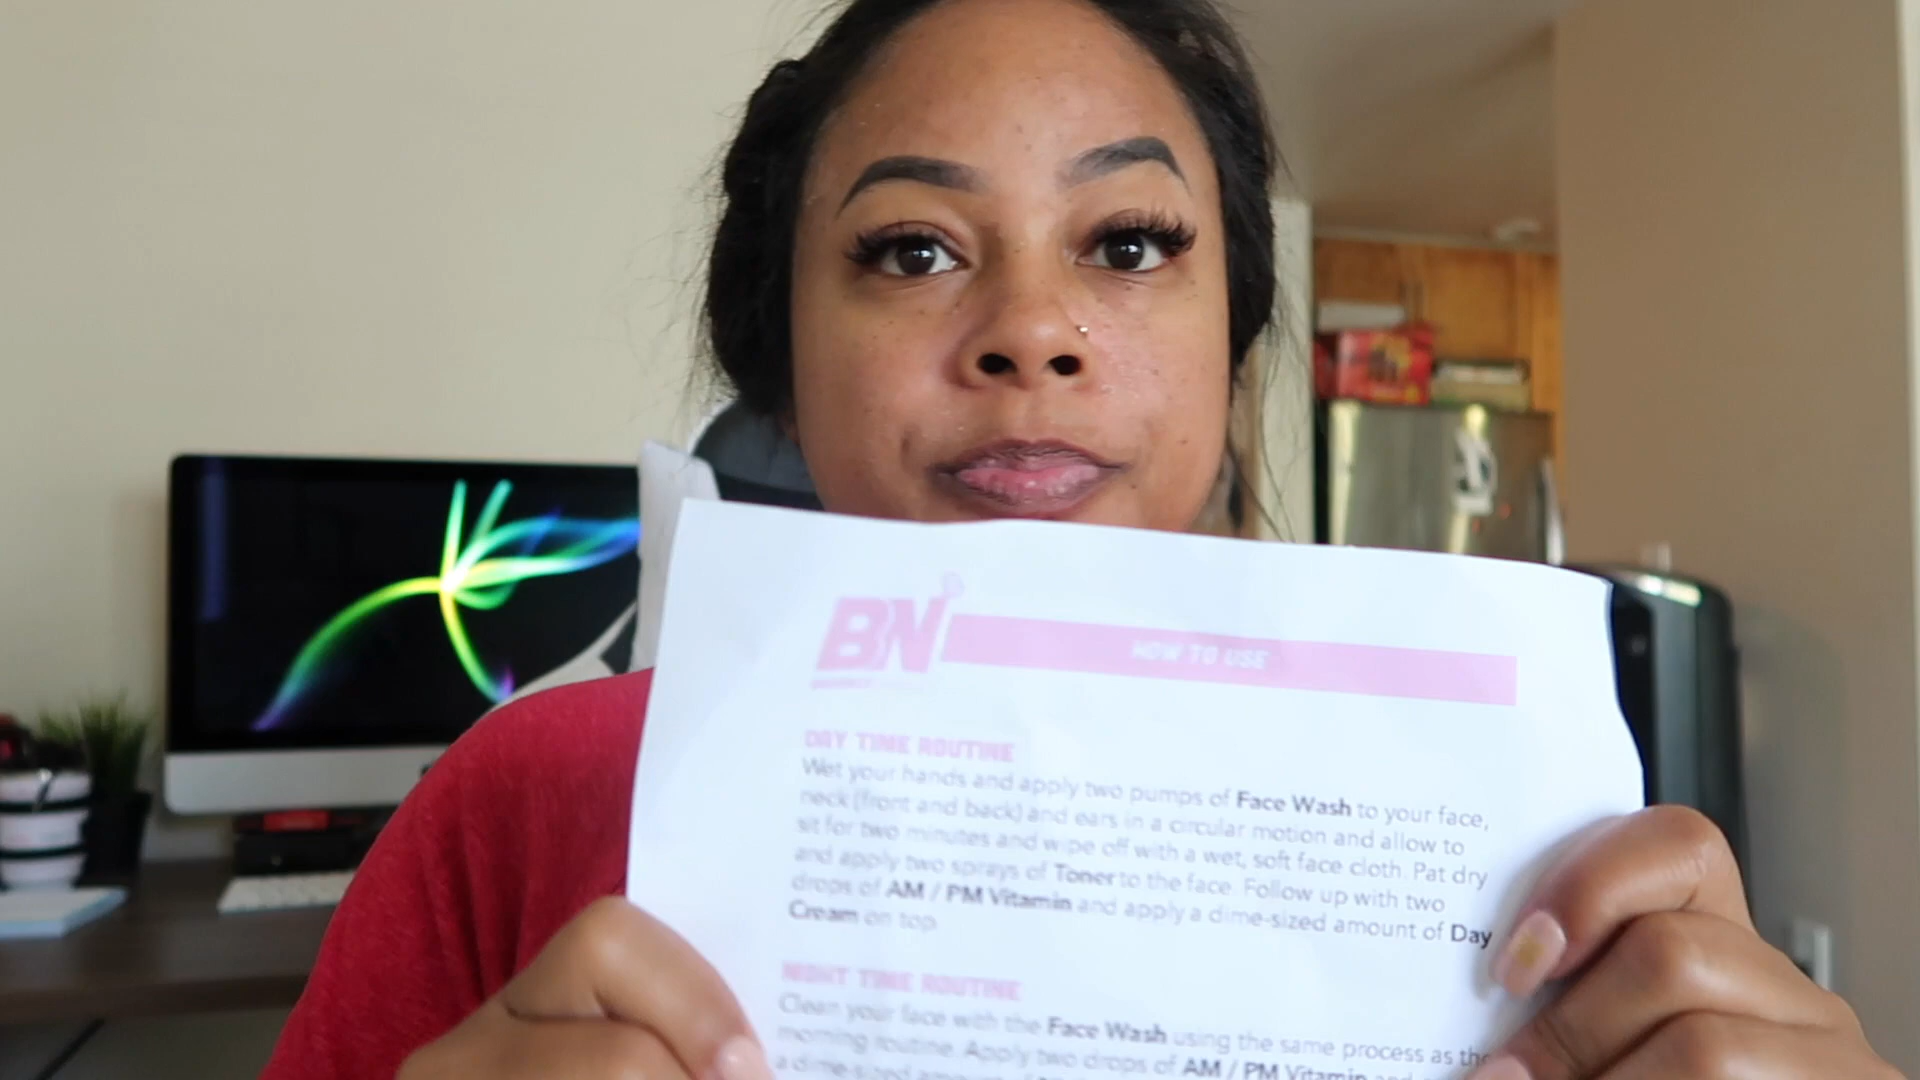 BN
HOW TO USE
DAY TIME ROUTINE
Wet your hands and apply two pumps of Face Wash to your face,
neck (front and back) and ears in a circular motion and allow to
sit for two minutes and wipe off with a wet, soft face cloth. Pat dry
and apply two sprays of Toner to the face. Follow up with two
drops of AM / PM Vitamin and apply a dime-sized amount of Day
Cream on top
NIGHT TIME ROUTINE
Clean your face with the Face Wash using the same process as the
morning routine. Apply two drops of AM / PM Vitamin and
a dime-sized amount of